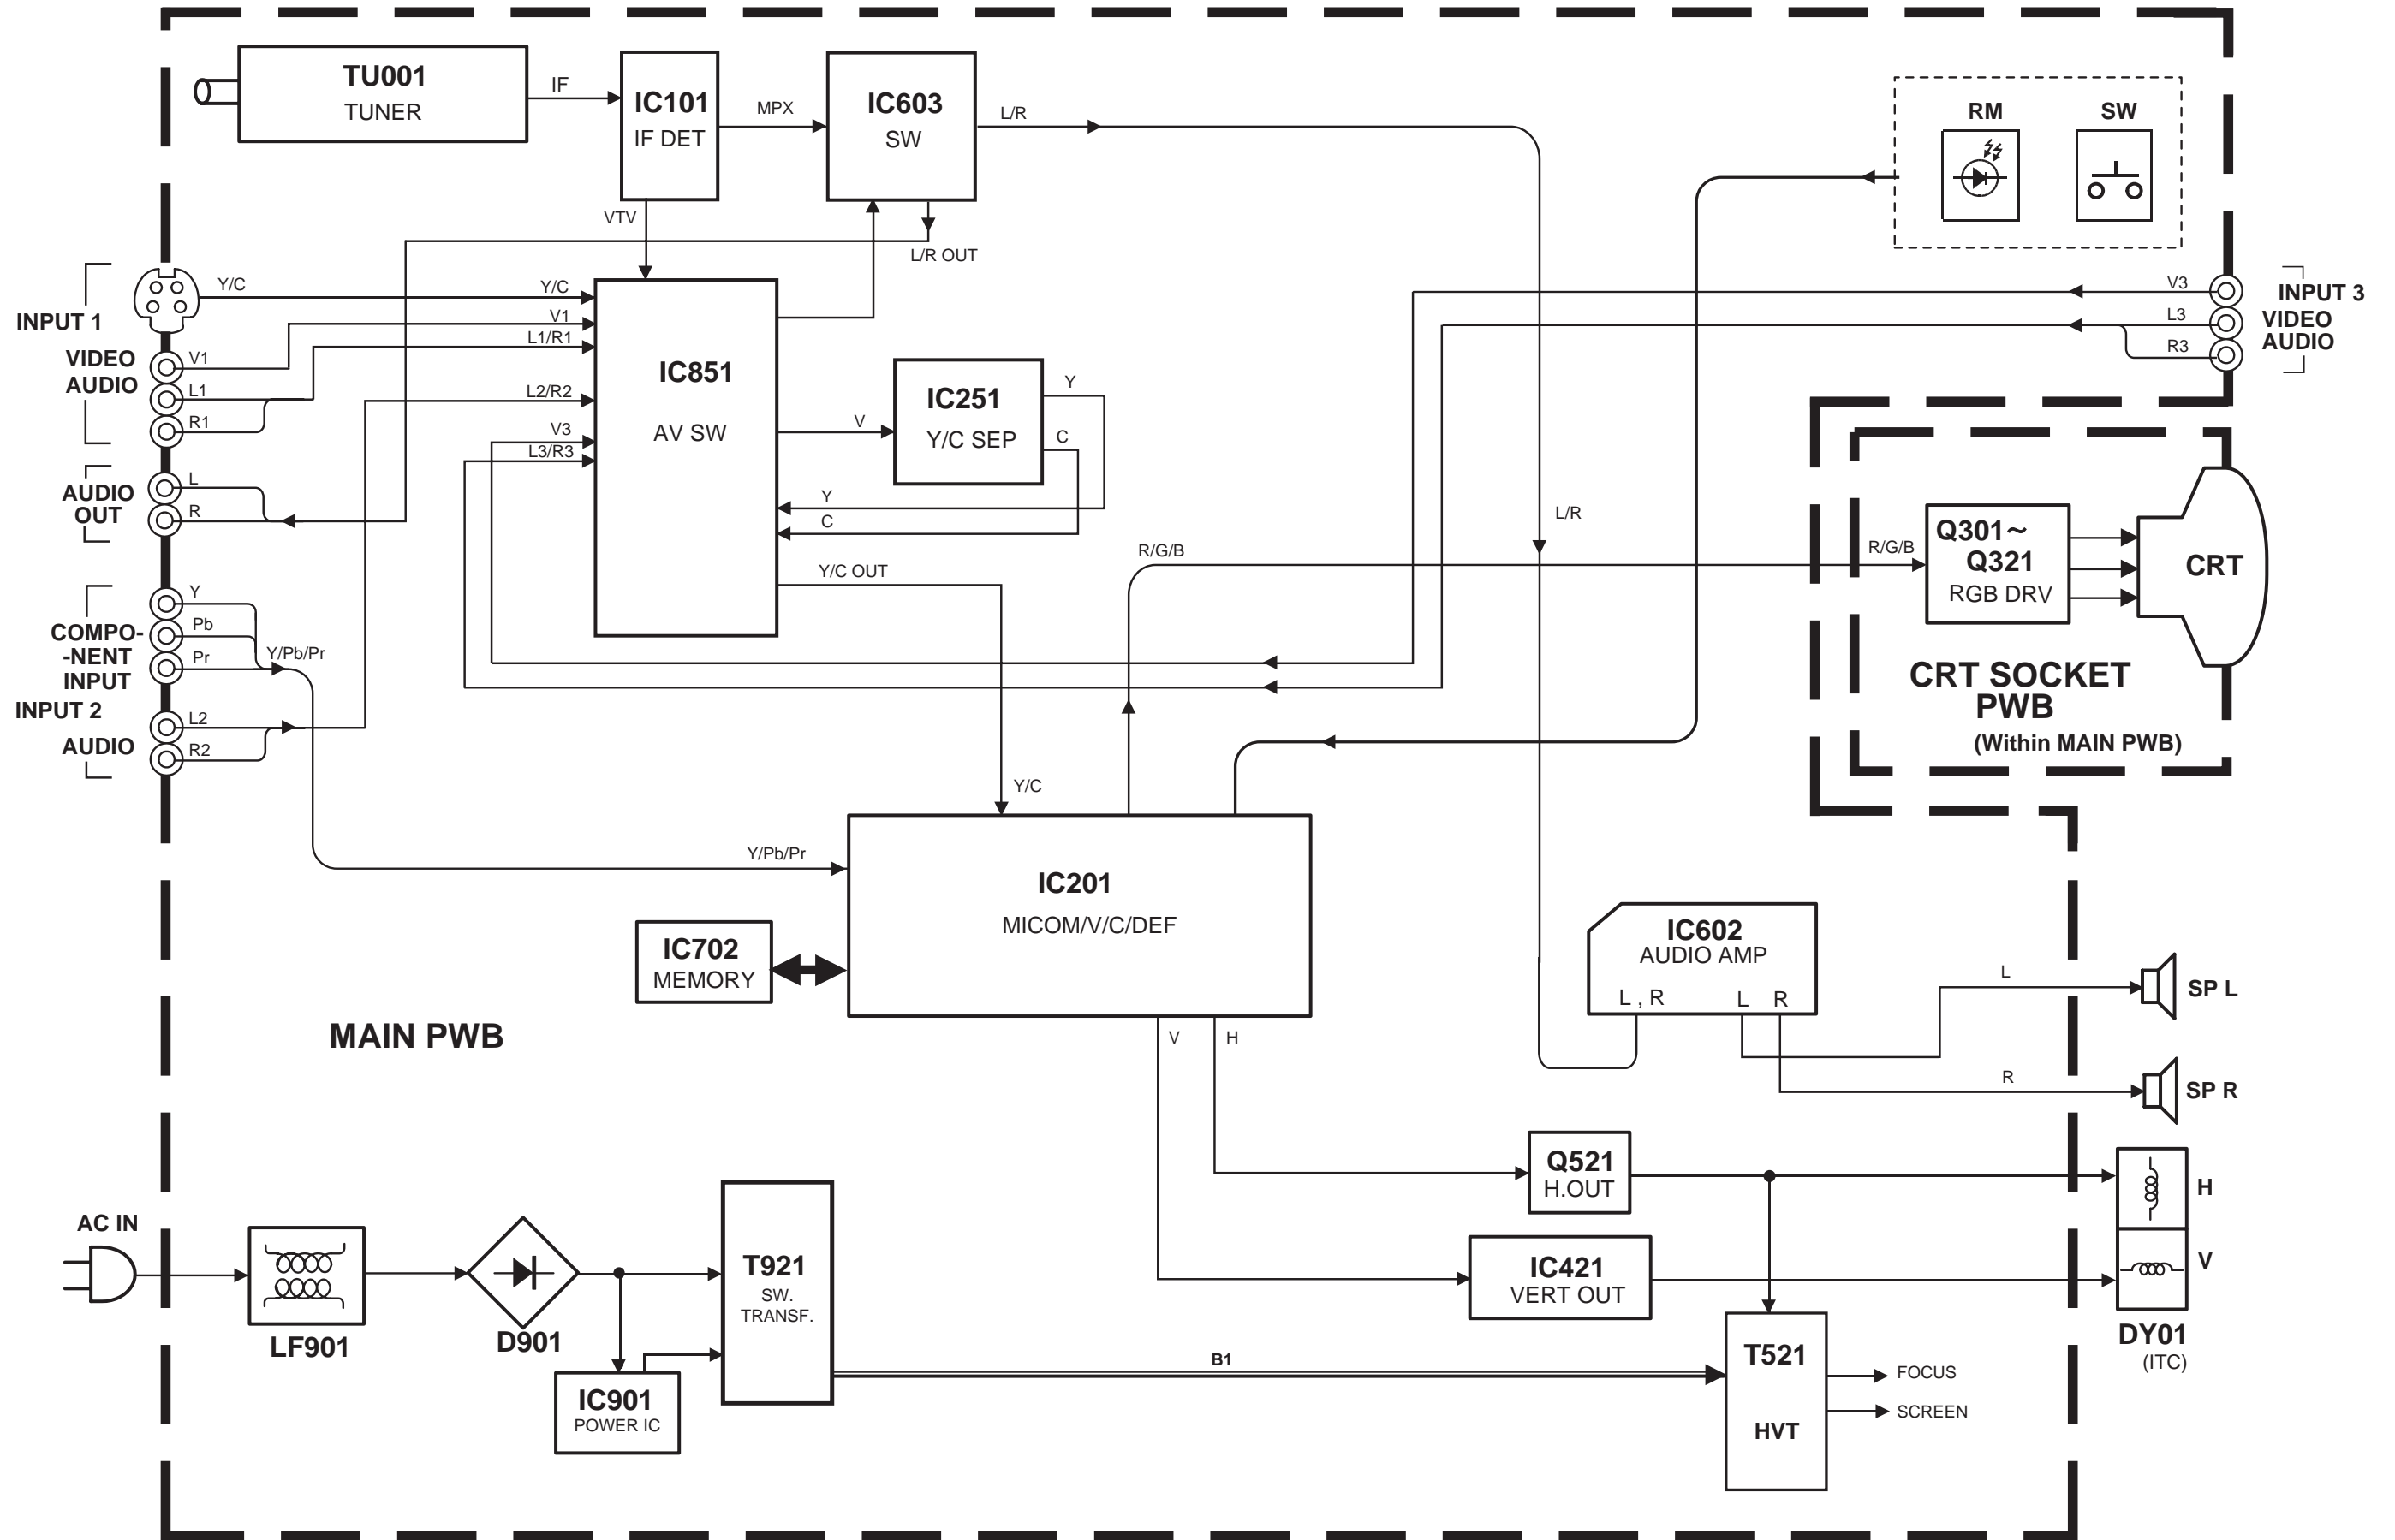 TU001
TUNER
IF
IC101
IF DET
MPX
IC603
SW
L/R
RM
SW
VTV
L/R OUT
INPUT 1
Y/C
Y/C
V1
L1/R1
VIDEO
AUDIO
V1
L1
R1
L2/R2
V3
L3/R3
IC851
AV SW
V
IC251
Y/C SEP
Y
C
Y
C
Y/C OUT
V3
L3
R3
INPUT 3
VIDEO
AUDIO
AUDIO
OUT
L
R
L/R
R/G/B
R/G/B
Q301～
Q321
RGB DRV
CRT
CRT SOCKET
PWB
(Within MAIN PWB)
COMPO-
-NENT
INPUT
Y
Pb
Pr
Y/Pb/Pr
INPUT 2
AUDIO
L2
R2
Y/C
Y/Pb/Pr
IC201
MICOM/V/C/DEF
IC702
MEMORY
IC602
AUDIO AMP
L , R
L
R
L
SP L
R
SP R
MAIN PWB
V
H
Q521
H.OUT
H
V
IC421
VERT OUT
DY01
(ITC)
AC IN
LF901
D901
T921
SW.
TRANSF.
IC901
POWER IC
B1
T521
HVT
FOCUS
SCREEN